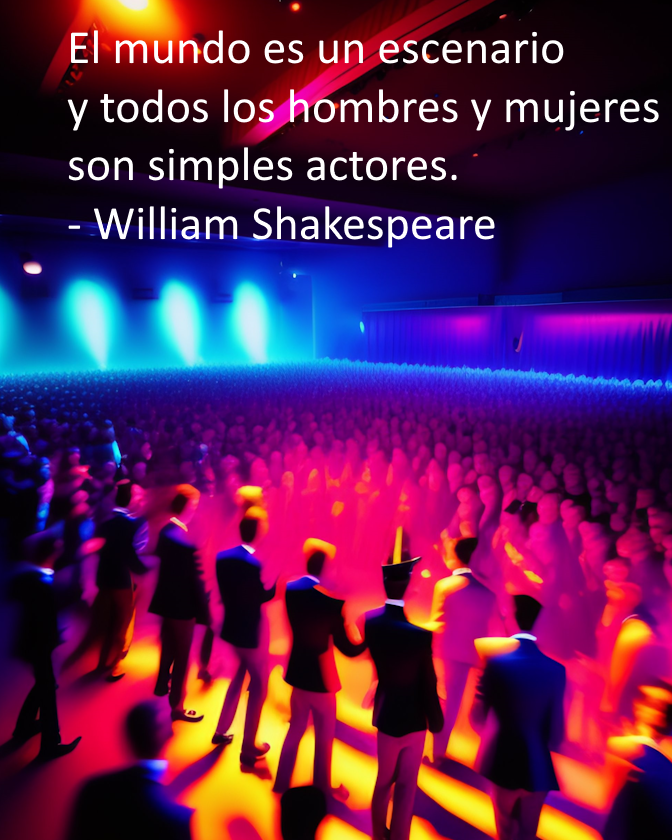 El mundo es un escenario
y todos los hombres y mujeres
son simples actores.
- William Shakespeare